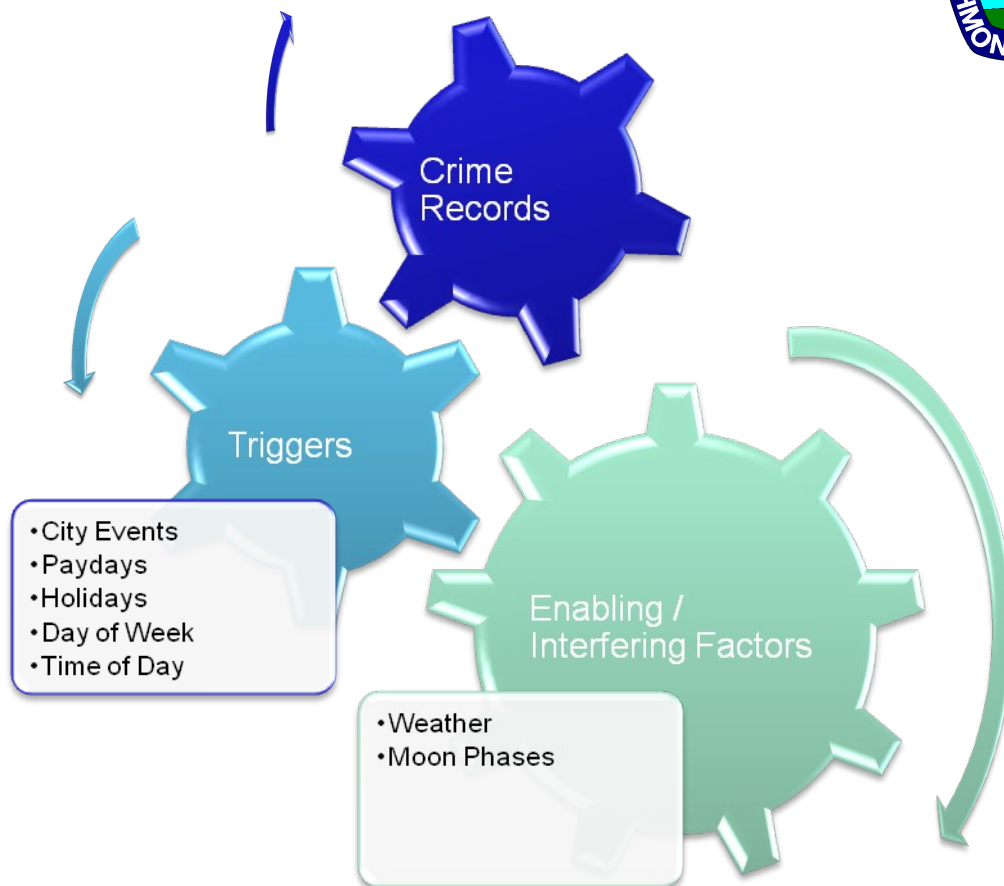 HMON
Crime
Records
Triggers
•City Events
•Paydays
•Holidays
•Day of Week
•Time of Day
Enabling /
Interfering Factors
•Weather
•Moon Phases